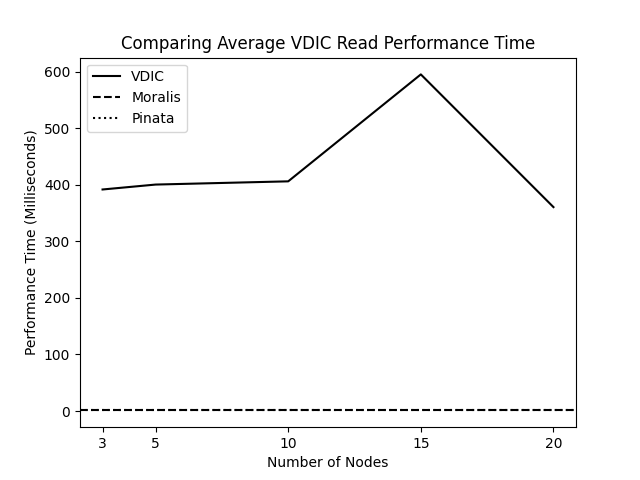 Comparing Average VDIC Read Performance Time
VDIC
Moralis
Pinata
600
500
400
300
200
100
0
Performance Time (Milliseconds)
3
5
10
15
20
Number of Nodes